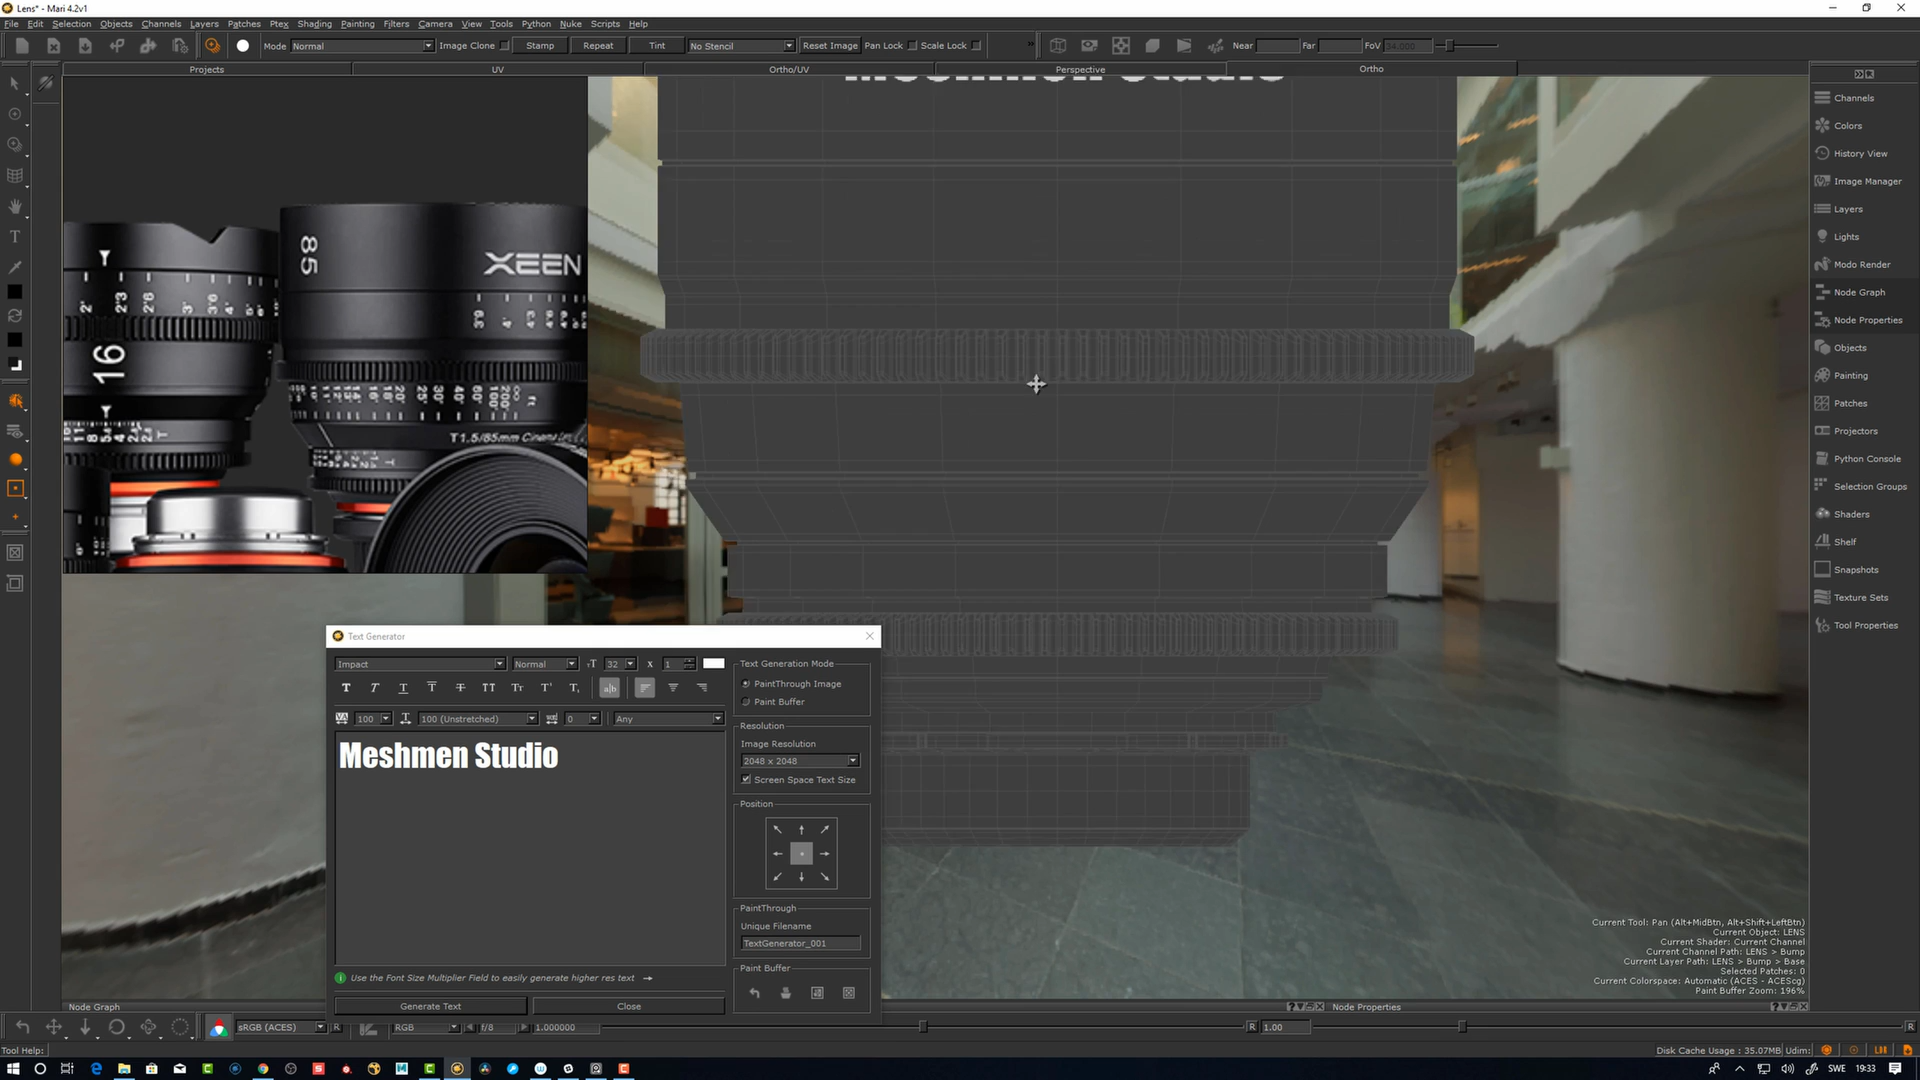 Lens* - Mari 4.2v1
File Edit Selection Objects Channels Layers Patches Ptex Shading Painting Filters Camera View Tools Python Nuke Scripts Help
Mode Normal Image Clone Stamp Repeat Tint No Stencil Reset Image Pan Lock Scale Lock » Near Far FoV 34.000
Projects UV Ortho/UV Perspective Ortho
Meshmen Studio
Channels
Colors
History View
Image Manager
Layers
Lights
Modo Render
Node Graph
Node Properties
Objects
Painting
Patches
Projectors
Python Console
Selection Groups
Shaders
Shelf
Snapshots
Texture Sets
Tool Properties
85
XEEN
16
T1.5/85mm
Text Generator
Impact Normal 32 x 1
100 100 (Unstretched) 0 Any
Meshmen Studio
Use the Font Size Multiplier Field to easily generate higher res text
Generate Text Close
Text Generation Mode
PaintThrough Image
Paint Buffer
Resolution
Image Resolution
2048 x 2048
Screen Space Text Size
Position
PaintThrough
Unique Filename
TextGenerator_001
Paint Buffer
Current Tool: Pan (Alt+MidBtn, Alt+Shift+LeftBtn)
Current Object: LENS
Current Shader: Current Channel
Current Channel Path: LENS > Bump
Current Layer Path: LENS > Bump > Base
Selected Patches: 0
Current Colorspace: Automatic (ACES - ACEScg)
Paint Buffer Zoom: 196%
Node Graph Node Properties
sRGB (ACES) R RGB f/8 1.000000 R 1.00 R
Tool Help: Disk Cache Usage : 35.07MB Udim:
SWE 19:33